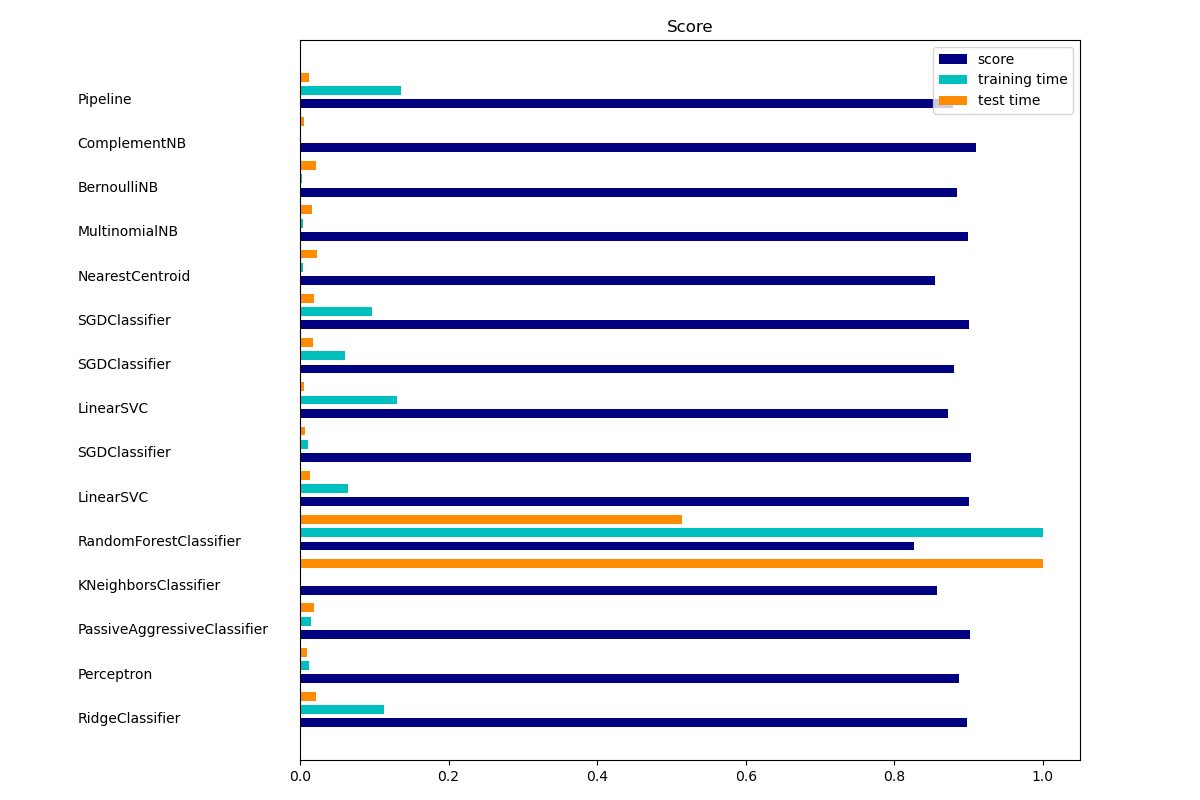 Score
score
training time
test time
Pipeline
ComplementNB
BernoulliNB
MultinomialNB
NearestCentroid
SGDClassifier
SGDClassifier
LinearSVC
SGDClassifier
LinearSVC
RandomForestClassifier
KNeighborsClassifier
PassiveAggressiveClassifier
Perceptron
RidgeClassifier
0.0 0.2 0.4 0.6 0.8 1.0